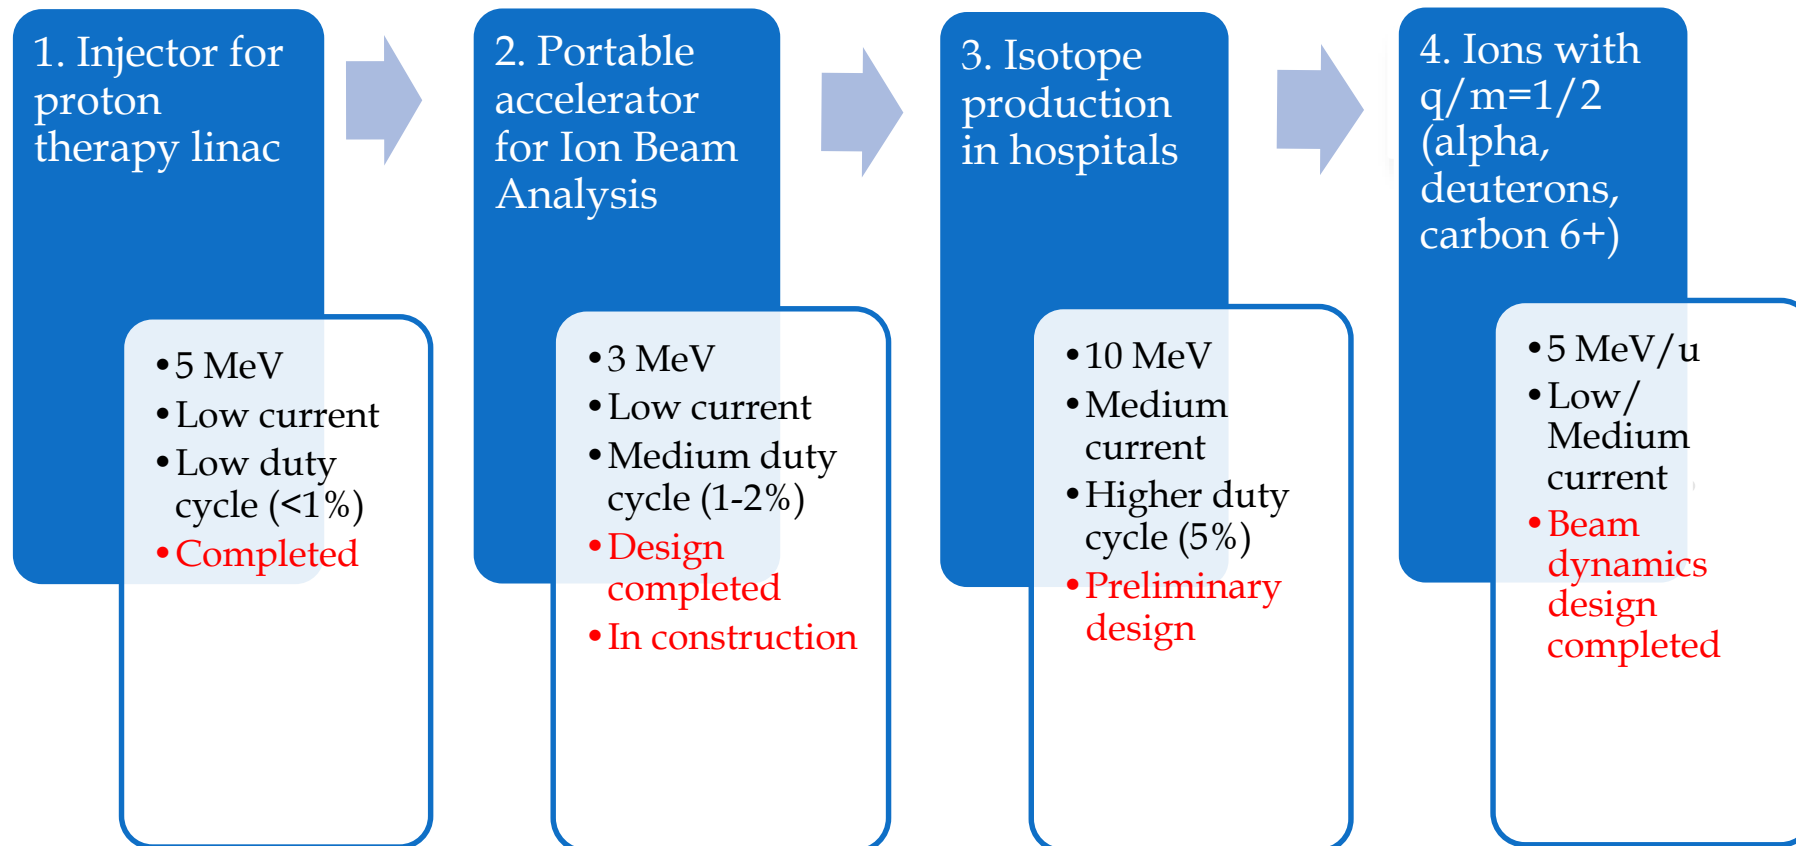 1. Injector for
proton
therapy linac
•5 MeV
•Low current
•Low duty
cycle (<1%)
•Completed
2. Portable
accelerator
for Ion Beam
Analysis
•3 MeV
•Low current
•Medium duty
cycle (1-2%)
•Design
completed
•In construction
3. Isotope
production
in hospitals
•10 MeV
•Medium
current
•Higher duty
cycle (5%)
•Preliminary
design
4. Ions with
q/m=1/2
(alpha,
deuterons,
carbon 6+)
•5 MeV/u
•Low/
Medium
current
•Beam
dynamics
design
completed